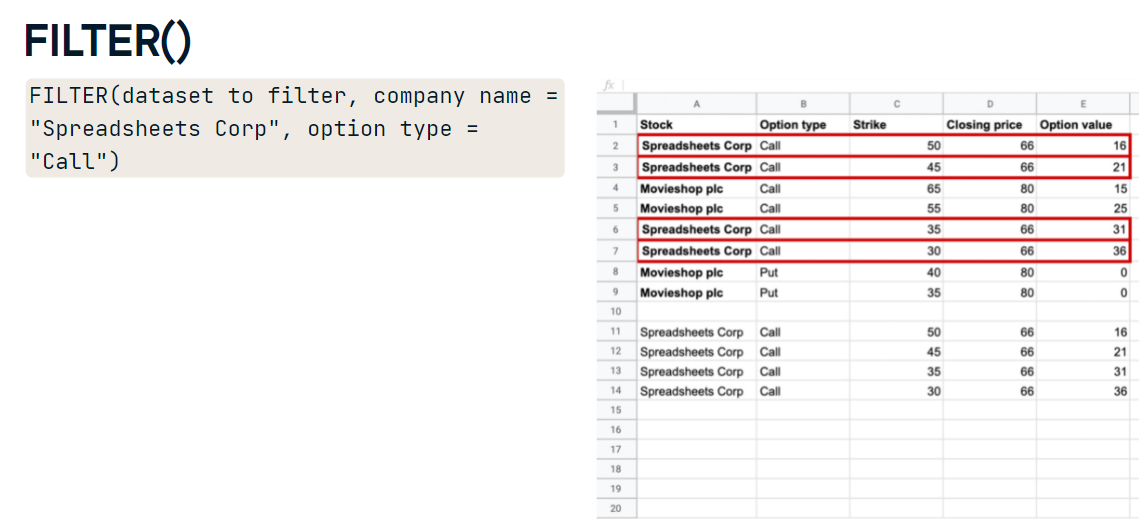 FILTER()
FILTER(dataset to filter, company name =
"Spreadsheets Corp", option type =
"Call")
fx
A B C D E
1 Stock Option type Strike Closing price Option value
2 Spreadsheets Corp Call 50 66 16
3 Spreadsheets Corp Call 45 66 21
4 Movieshop plc Call 65 80 15
5 Movieshop plc Call 55 80 25
6 Spreadsheets Corp Call 35 66 31
7 Spreadsheets Corp Call 30 66 36
8 Movieshop plc Put 40 80 0
9 Movieshop plc Put 35 80 0
10
11 Spreadsheets Corp Call 50 66 16
12 Spreadsheets Corp Call 45 66 21
13 Spreadsheets Corp Call 35 66 31
14 Spreadsheets Corp Call 30 66 36
15
16
17
18
19
20